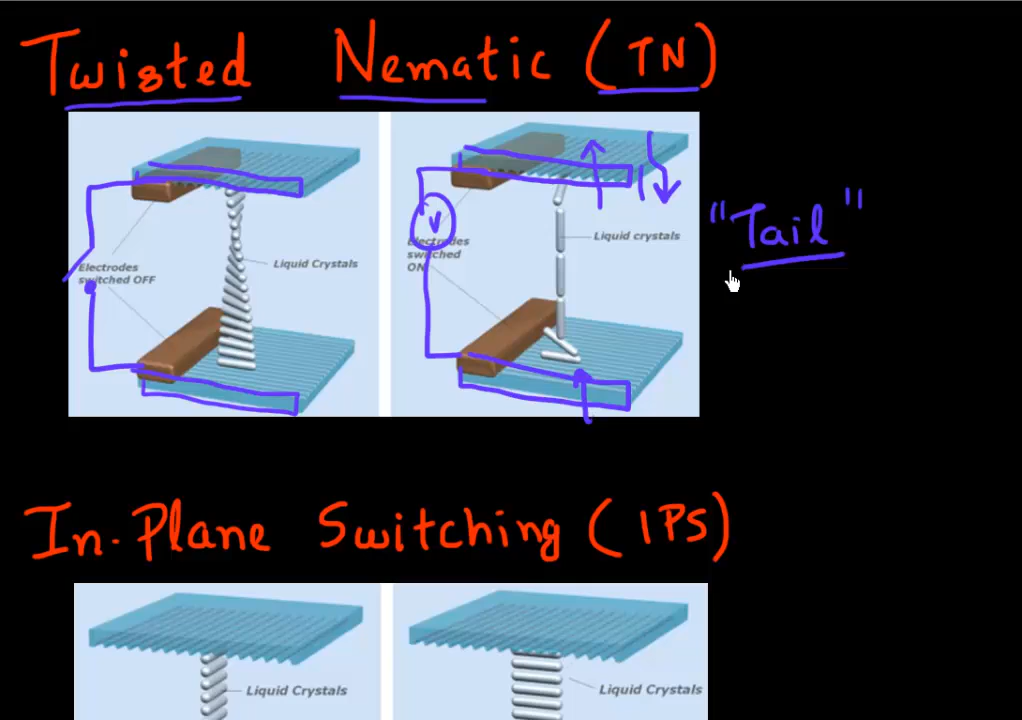 Twisted Nematic (TN)
Electrodes
switched OFF
Liquid Crystals
V
Electrodes
switched
ON
Liquid crystals
"Tail"
In-Plane Switching (IPS)
Liquid Crystals
Liquid Crystals